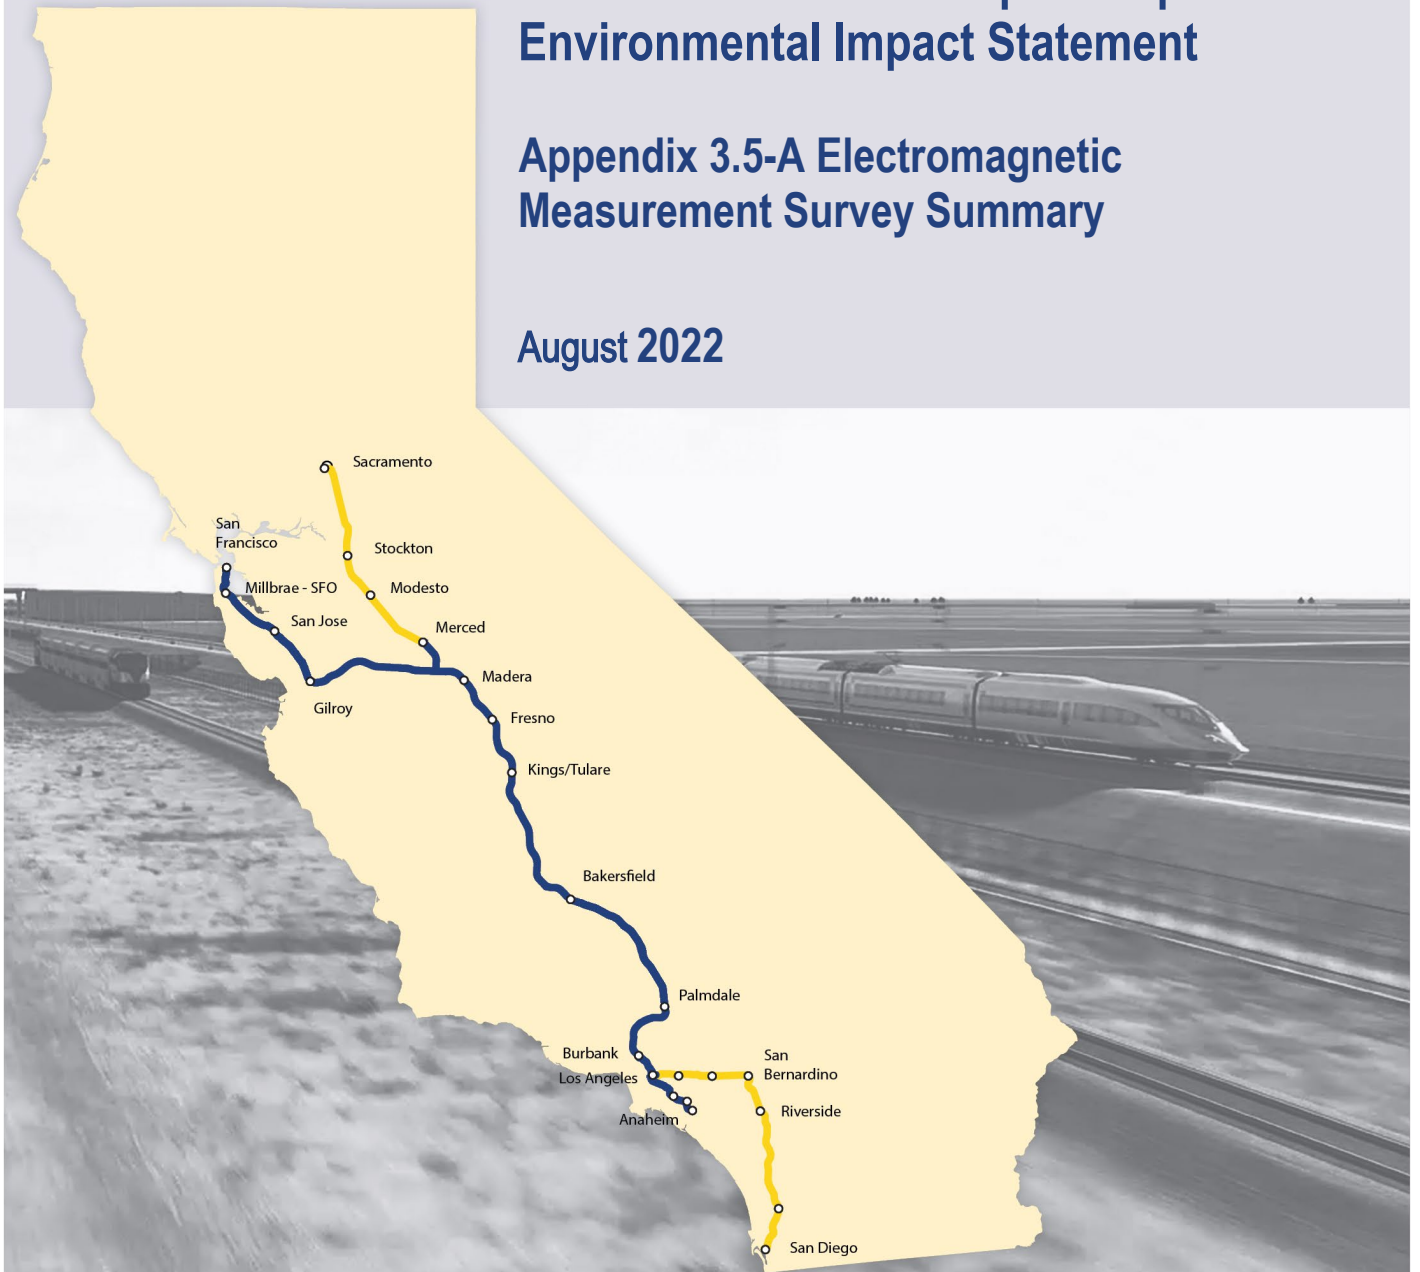 Environmental Impact Statement
Appendix 3.5-A Electromagnetic
Measurement Survey Summary
August 2022
Sacramento
San
Francisco
Stockton
Millbrae - SFO
Modesto
San Jose
Merced
Madera
Gilroy
Fresno
Kings/Tulare
Bakersfield
Palmdale
Burbank
San
Bernardino
Los Angeles
Anaheim
Riverside
San Diego